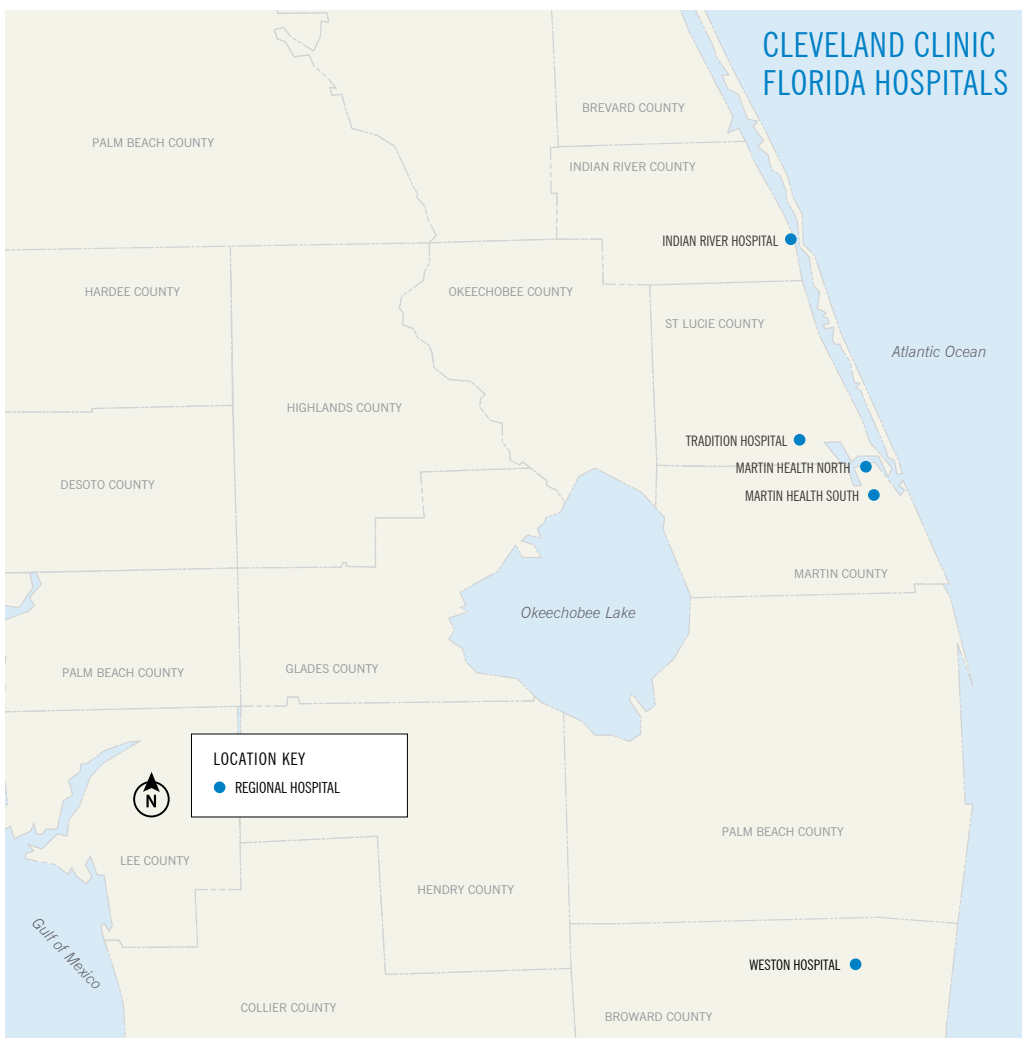 CLEVELAND CLINIC
FLORIDA HOSPITALS
BREVARD COUNTY
PALM BEACH COUNTY
INDIAN RIVER COUNTY
INDIAN RIVER HOSPITAL
HARDEE COUNTY
OKEECHOBEE COUNTY
ST LUCIE COUNTY
Atlantic Ocean
HIGHLANDS COUNTY
TRADITION HOSPITAL
MARTIN HEALTH NORTH
DESOTO COUNTY
MARTIN HEALTH SOUTH
MARTIN COUNTY
Okeechobee Lake
PALM BEACH COUNTY
GLADES COUNTY
LOCATION KEY
REGIONAL HOSPITAL
N
PALM BEACH COUNTY
LEE COUNTY
HENDRY COUNTY
Gulf of Mexico
WESTON HOSPITAL
COLLIER COUNTY
BROWARD COUNTY